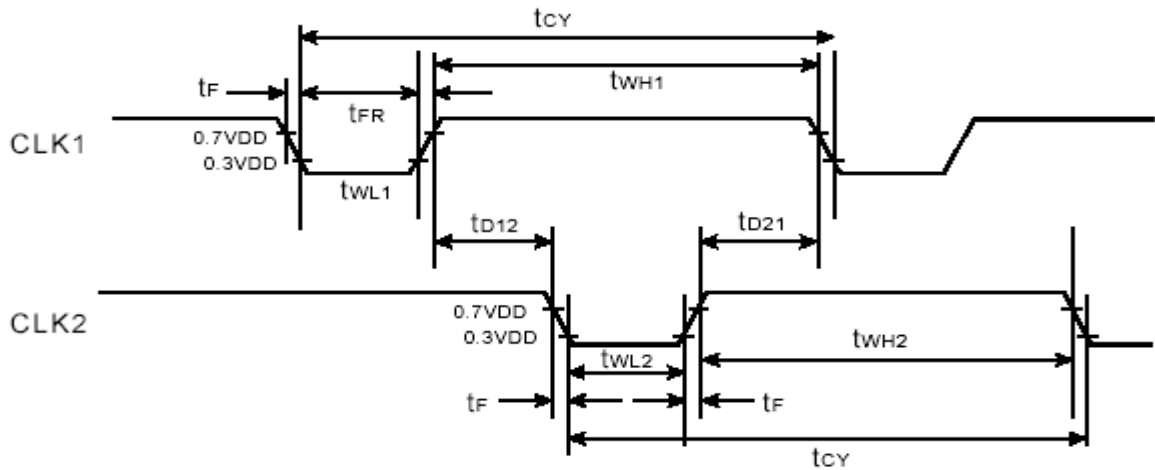 tCY
tWH1
tF
tFR
CLK1
0.7VDD
0.3VDD
tWL1
tD12
tD21
CLK2
0.7VDD
0.3VDD
tWL2
tWH2
tF
tF
tCY